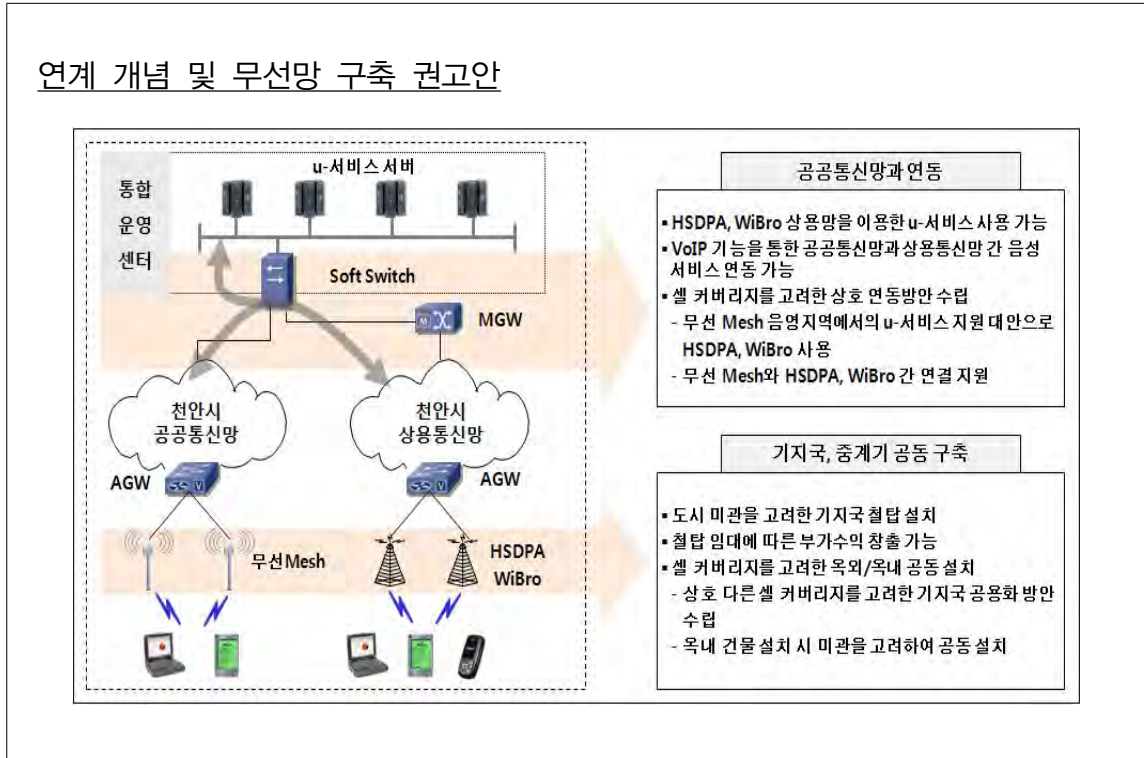 연계 개념 및 무선망 구축 권고안
통합
운영
센터
u-서비스 서버
Soft Switch
MGW
천안시
공공통신망
천안시
상용통신망
AGW
AGW
무선 Mesh
HSDPA
WiBro
공공통신망과 연동
▪ HSDPA, WiBro 상용망을 이용한 u-서비스 사용 가능
▪ VoIP 기능을 통한 공공통신망과 상용통신망 간 음성
서비스 연동 가능
▪ 셀 커버리지를 고려한 상호 연동방안 수립
- 무선 Mesh 음영지역에서의 u-서비스 지원 대안으로
HSDPA, WiBro 사용
- 무선 Mesh와 HSDPA, WiBro 간 연결 지원
기지국, 중계기 공동 구축
▪ 도시 미관을 고려한 기지국 철탑 설치
▪ 철탑 임대에 따른 부가수익 창출 가능
▪ 셀 커버리지를 고려한 옥외/옥내 공동 설치
- 상호 다른 셀 커버리지를 고려한 기지국 공용화 방안
수립
- 옥내 건물 설치 시 미관을 고려하여 공동 설치